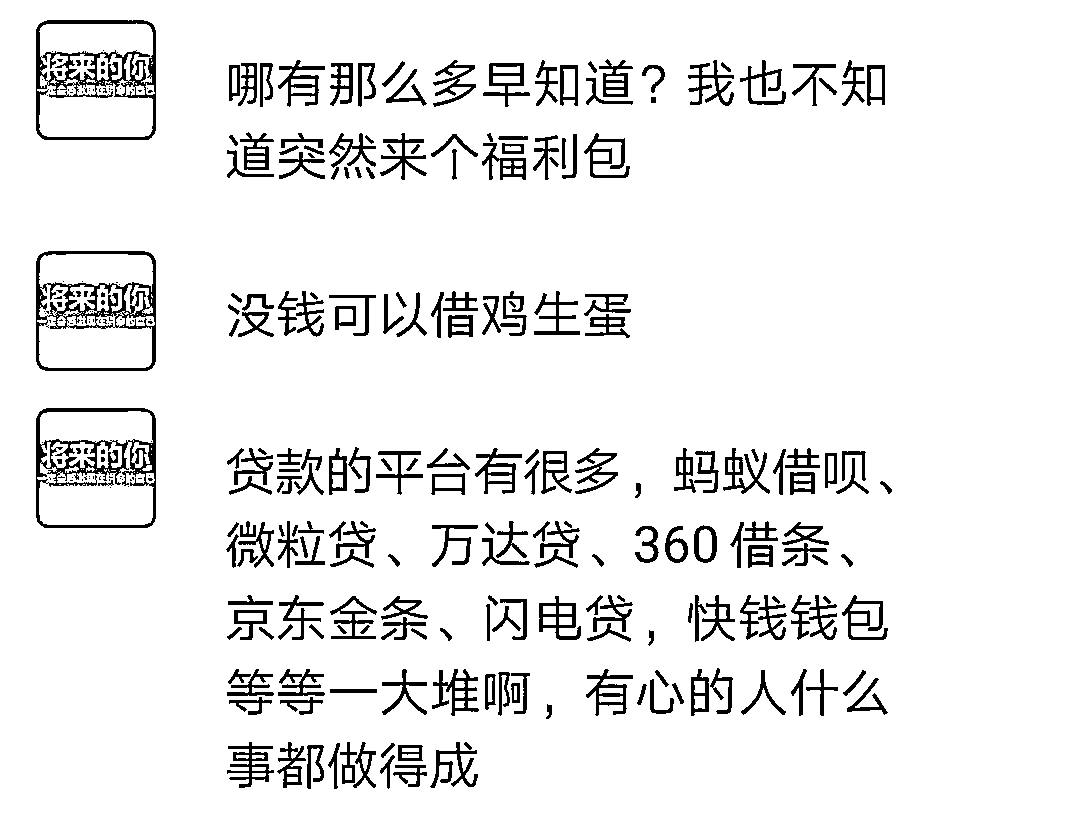 将来的你
哪有那么多早知道？我也不知
道突然来个福利包
将来的你
没钱可以借鸡生蛋
将来的你
贷款的平台有很多，蚂蚁借呗、
微粒贷、万达贷、360借条、
京东金条、闪电贷，快钱钱包
等等一大堆啊，有心的人什么
事都做得成